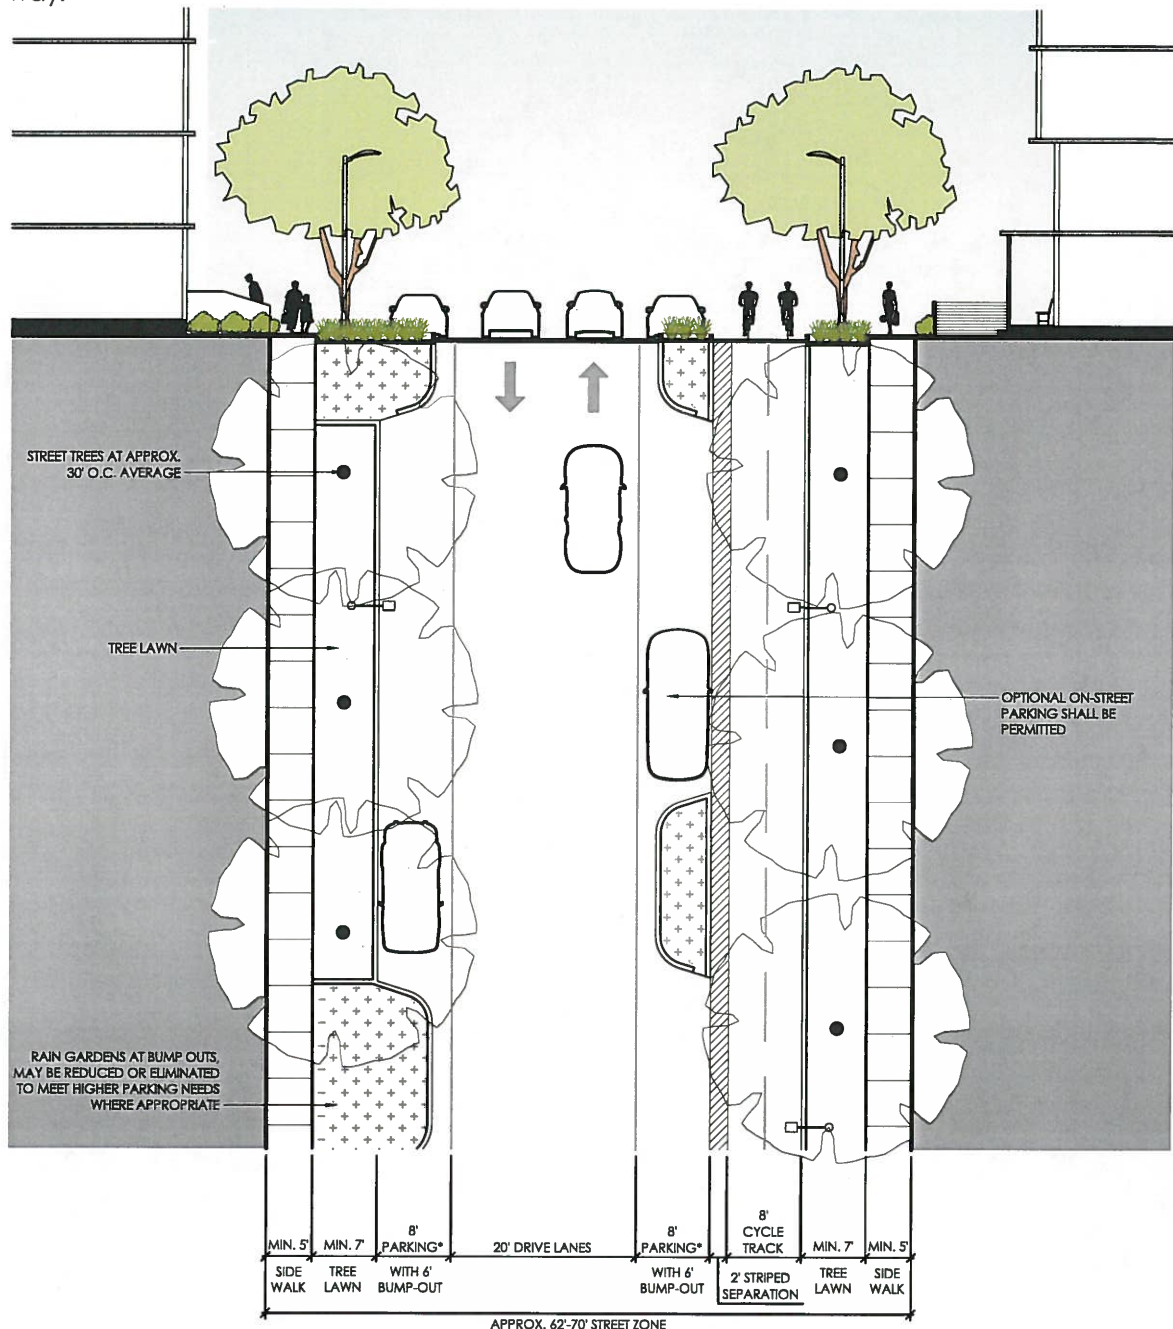 way.
STREET TREES AT APPROX.
30' O.C. AVERAGE
TREE LAWN
OPTIONAL ON-STREET
PARKING SHALL BE
PERMITTED
RAIN GARDENS AT BUMP OUTS,
MAY BE REDUCED OR ELIMINATED
TO MEET HIGHER PARKING NEEDS
WHERE APPROPRIATE
MIN. 5'
SIDE
WALK
MIN. 7'
TREE
LAWN
8'
PARKING*
WITH 6'
BUMP-OUT
20' DRIVE LANES
8'
PARKING*
WITH 6'
BUMP-OUT
2' STRIPED
SEPARATION
8'
CYCLE
TRACK
MIN. 7'
TREE
LAWN
MIN. 5'
SIDE
WALK
APPROX. 62'-70' STREET ZONE